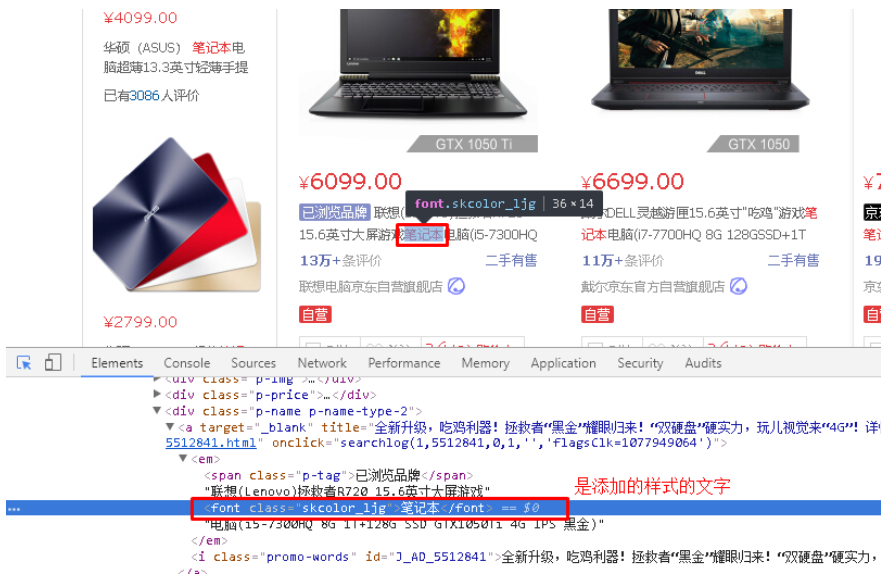 ¥4099.00
华硕（ASUS） 笔记本电
脑超薄13.3英寸轻薄手提
已有3086人评价
¥2799.00
GTX 1050 Ti
¥6099.00
已浏览品牌 联想(
15.6英寸大屏游戏笔记本电脑(i5-7300HQ
13万+条评价 二手有售
联想电脑京东自营旗舰店
自营
font.skcolor_ljg 36×14
GTX 1050
¥6699.00
DELL灵越游匣15.6英寸"吃鸡"游戏笔
记本电脑(i7-7700HQ 8G 128GSSD+1T
11万+条评价 二手有售
戴尔京东自营官方旗舰店
自营
Elements Console Sources Network Performance Memory Application Security Audits
<div class="p-img">…</div>
<div class="p-price">…</div>
<div class="p-name p-name-type-2">
<a target="_blank" title="全新升级，吃鸡利器！拯救者“黑金”耀眼归来！“双硬盘”硬实力，玩儿视觉来“4G”！详
5512841.html" onclick="searchlog(1,5512841,0,1,'','flagsClk=1077949064')">
<em>
<span class="p-tag">已浏览品牌</span>
"联想(Lenovo)拯救者R720 15.6英寸大屏游戏"
是添加的样式的文字
<font class="skcolor_ljg">笔记本</font> == $0
"电脑(i5-7300HQ 8G 1T+128G SSD GTX1050Ti 4G IPS 黑金)"
</em>
<i class="promo-words" id="J_AD_5512841">全新升级，吃鸡利器！拯救者“黑金”耀眼归来！“双硬盘”硬实力，
</a>